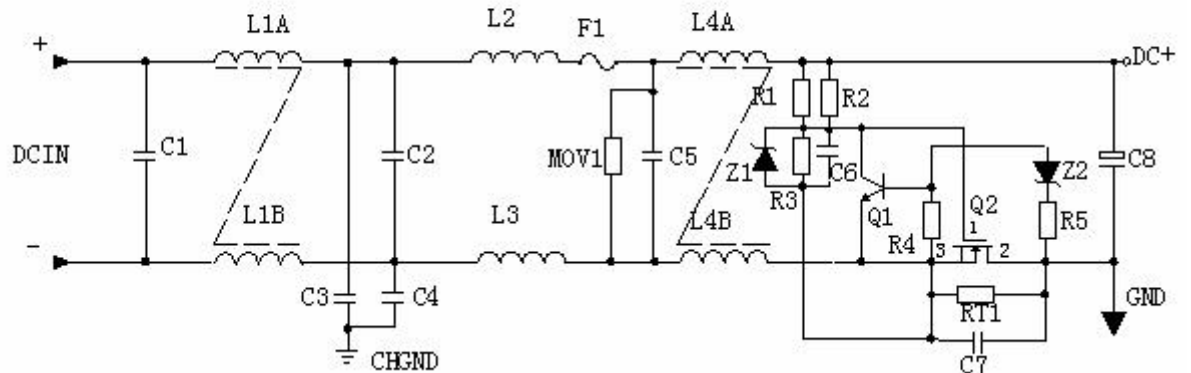 L1A
L2
F1
L4A
+
DC+
R1
R2
DCIN
C1
C2
MOV1
C5
Z1
C6
Z2
C8
R3
Q1
Q2
L1B
L3
L4B
R4
1
R5
-
3
2
C3
C4
RT1
GND
CHGND
C7